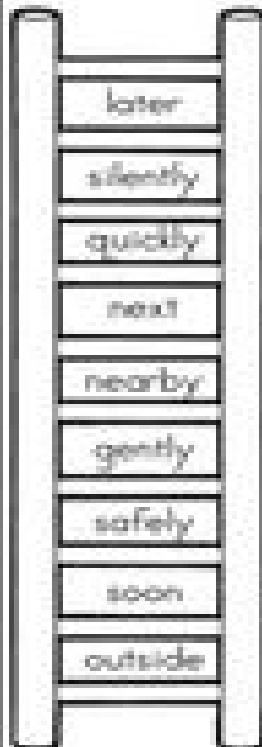 later
silently
quickly
next
nearby
gently
safely
soon
outside